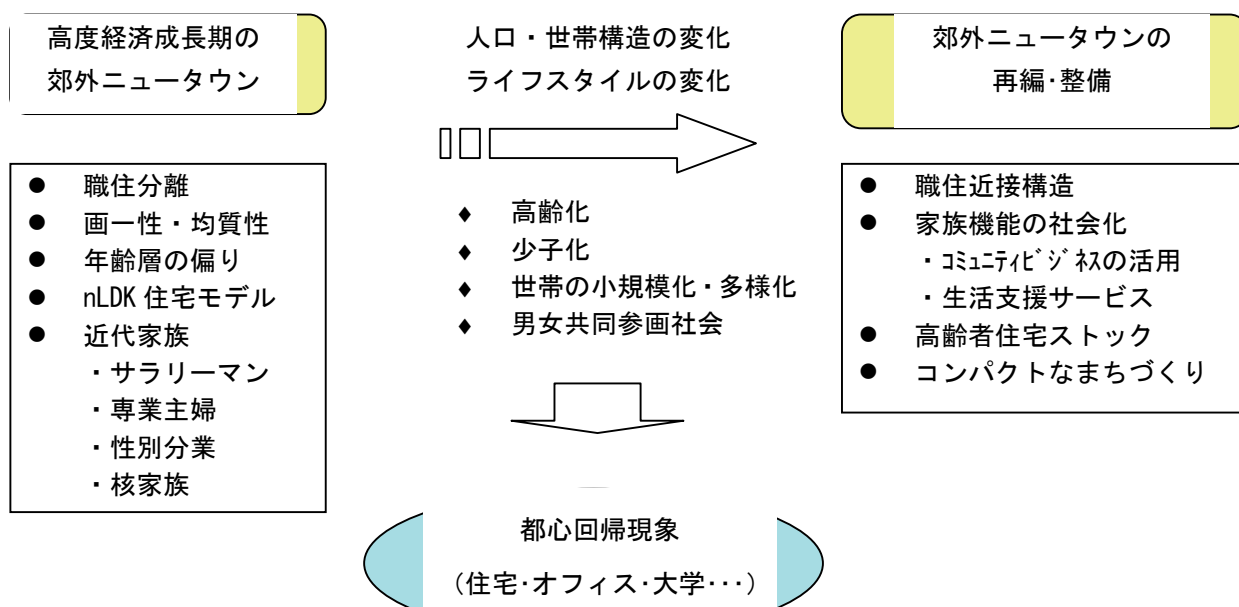 高度経済成長期の
郊外ニュータウン
● 職住分離
● 画一性・均質性
● 年齢層の偏り
● nLDK 住宅モデル
● 近代家族
・サラリーマン
・専業主婦
・性別分業
・核家族
人口・世帯構造の変化
ライフスタイルの変化
♦ 高齢化
♦ 少子化
♦ 世帯の小規模化・多様化
♦ 男女共同参画社会
都心回帰現象
(住宅･オフィス･大学･･･)
郊外ニュータウンの
再編･整備
● 職住近接構造
● 家族機能の社会化
・ｺﾐｭﾆﾃｨﾋﾞｼﾞﾈｽの活用
・生活支援サービス
● 高齢者住宅ストック
● コンパクトなまちづくり